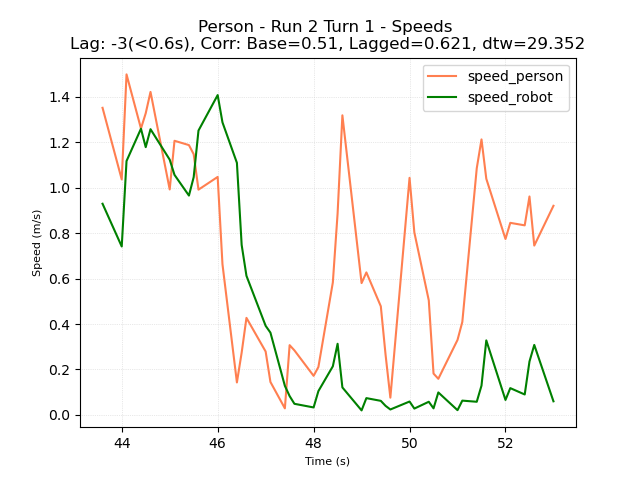 Person - Run 2 Turn 1 - Speeds
Lag: -3(<0.6s), Corr: Base=0.51, Lagged=0.621, dtw=29.352
speed_person
speed_robot
1.4
1.2
1.0
0.8
0.6
0.4
0.2
0.0
Speed (m/s)
44 46 48 50 52
Time (s)